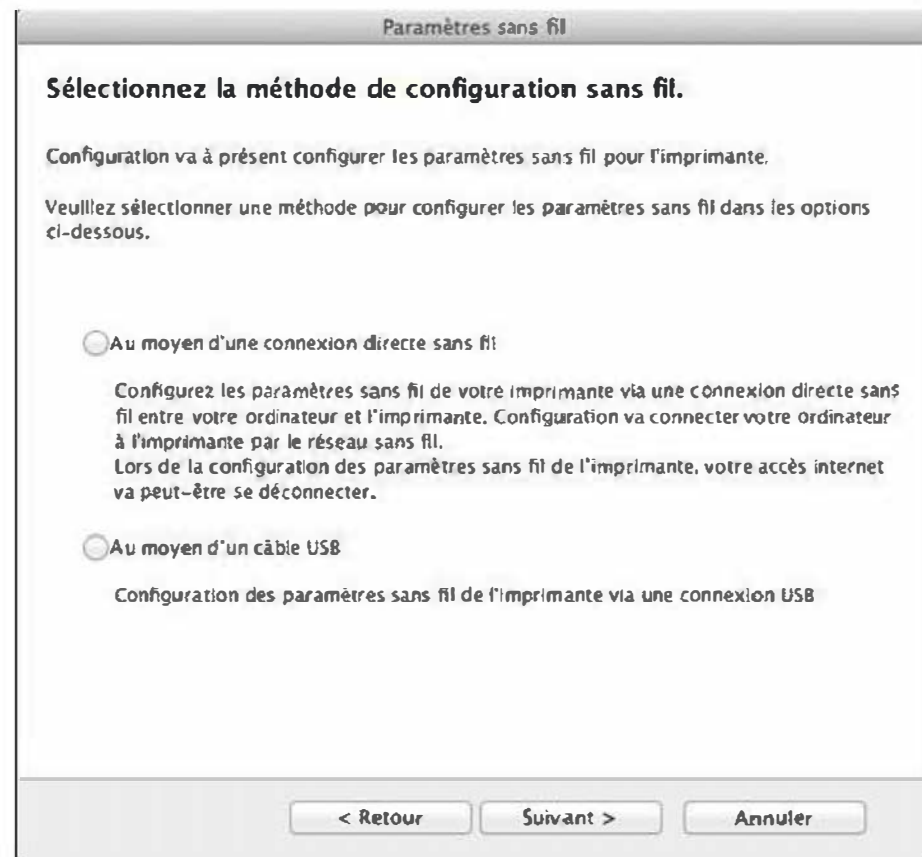 Paramètres sans fil
Sélectionnez la méthode de configuration sans fil.
Configuration va à présent configurer les paramètres sans fil pour l'imprimante.
Veuillez sélectionner une méthode pour configurer les paramètres sans fil dans les options
ci-dessous.
Au moyen d'une connexion directe sans fil
Configurez les paramètres sans fil de votre imprimante via une connexion directe sans
fil entre votre ordinateur et l'imprimante. Configuration va connecter votre ordinateur
à l'imprimante par le réseau sans fil.
Lors de la configuration des paramètres sans fil de l'imprimante, votre accès internet
va peut-être se déconnecter.
Au moyen d'un câble USB
Configuration des paramètres sans fil de l'imprimante via une connexion USB
< Retour
Suivant >
Annuler